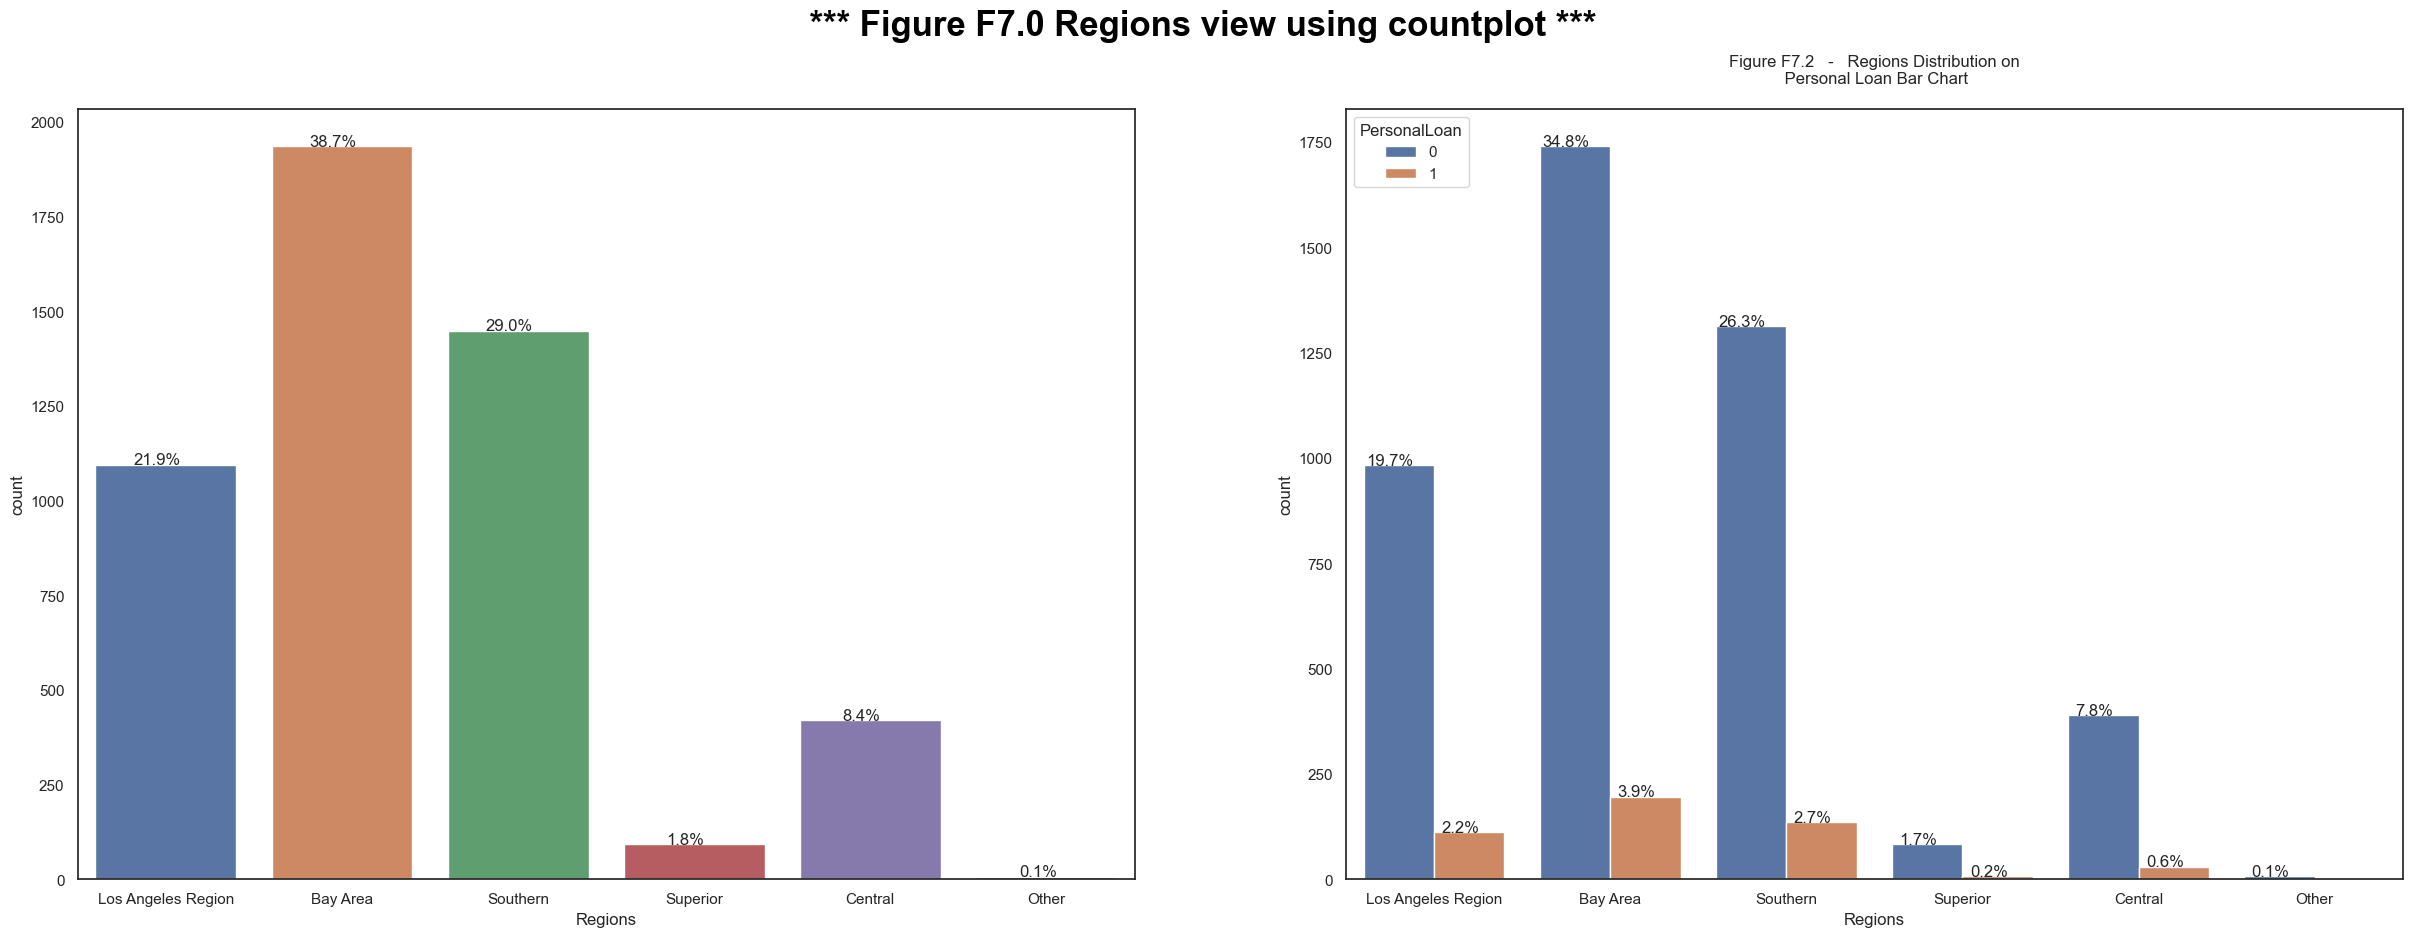 *** Figure F7.0 Regions view using countplot ***
2000
1750
1500
1250
1000
750
500
250
0
count
21.9%
38.7%
29.0%
1.8%
8.4%
0.1%
Los Angeles Region
Bay Area
Southern
Superior
Central
Other
Regions
Figure F7.2 - Regions Distribution on
Personal Loan Bar Chart
PersonalLoan
0
1
1750
1500
1250
1000
750
500
250
0
count
19.7%
2.2%
34.8%
3.9%
26.3%
2.7%
1.7%
0.2%
7.8%
0.6%
0.1%
Los Angeles Region
Bay Area
Southern
Superior
Central
Other
Regions